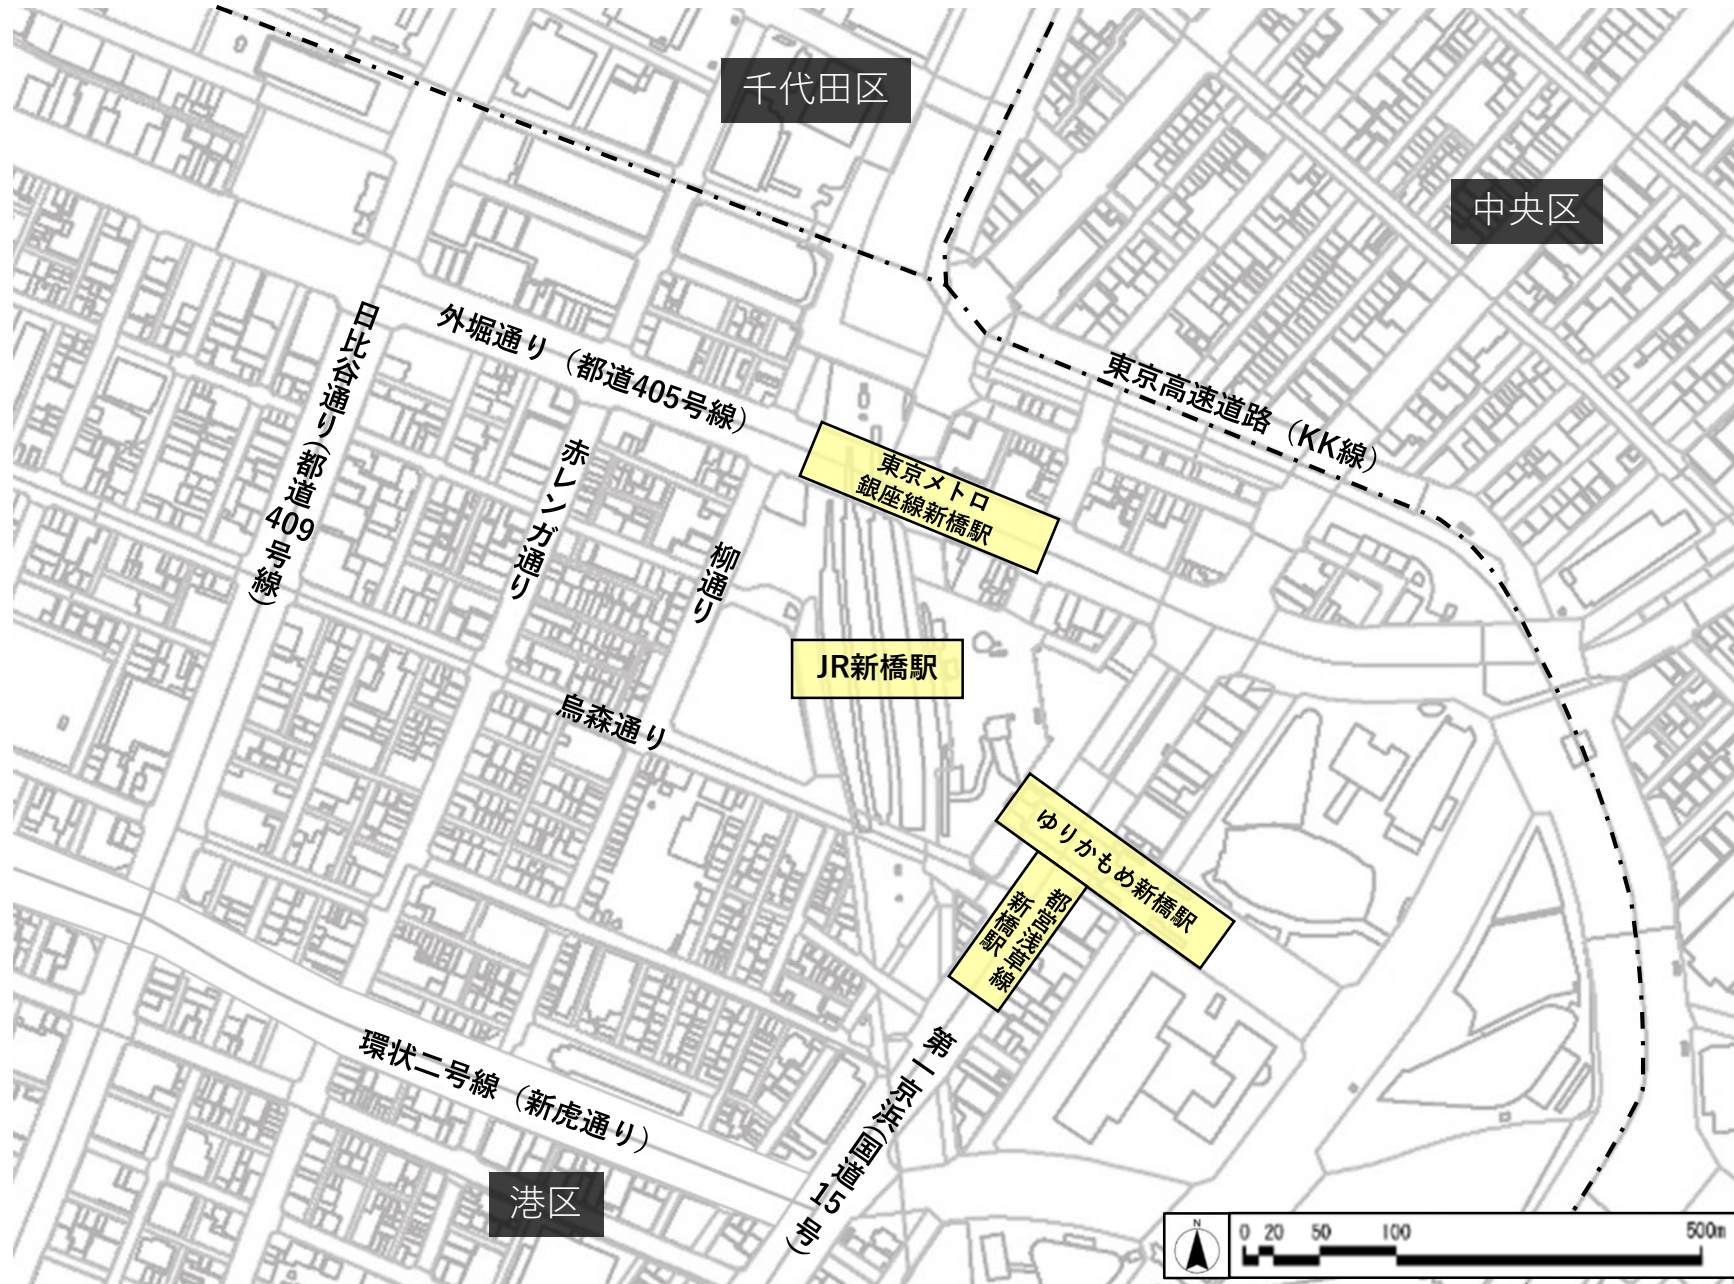 千代田区
中央区
外堀通り（都道405号線）
日比谷通り（都道409号線）
東京高速道路（KK線）
赤レンガ通り
東京メトロ
銀座線新橋駅
柳通り
JR新橋駅
烏森通り
ゆりかもめ新橋駅
都営浅草線
新橋駅
環状二号線（新虎通り）
第一京浜（国道15号）
港区
N
0 20 50 100 500m